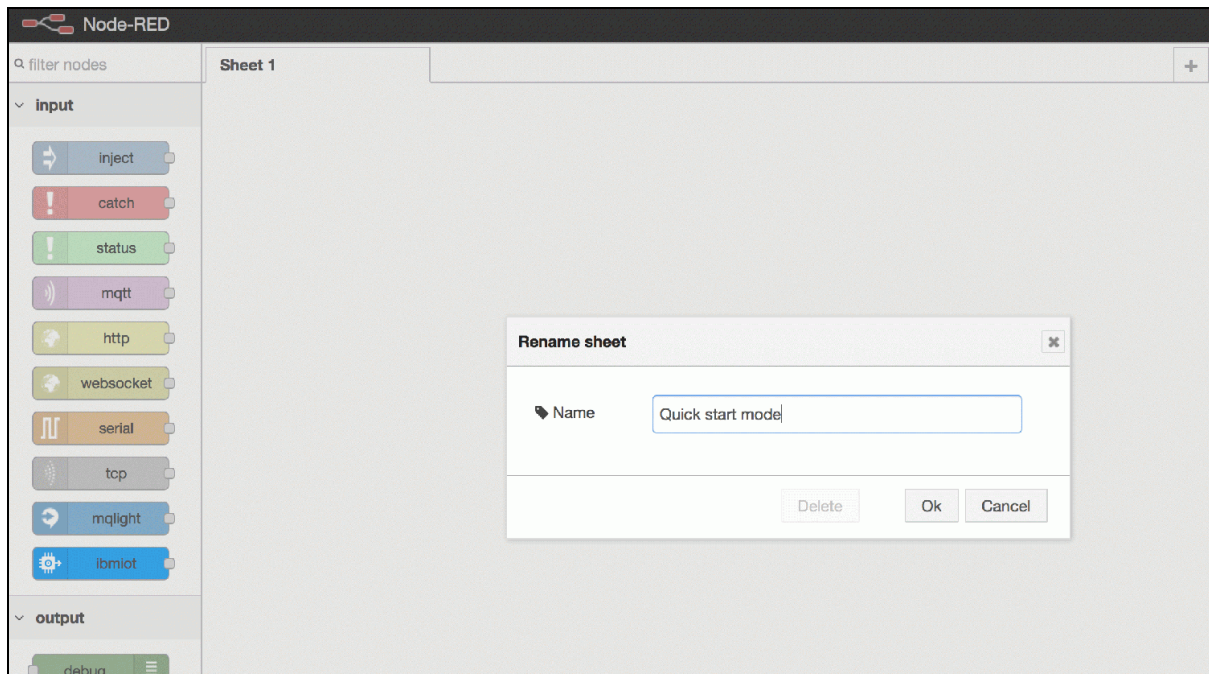 Node-RED
filter nodes
Sheet 1
+
input
inject
catch
status
mqtt
http
websocket
serial
tcp
mqlight
ibmiot
output
debug
Rename sheet
Name
Quick start mode
Delete
Ok
Cancel